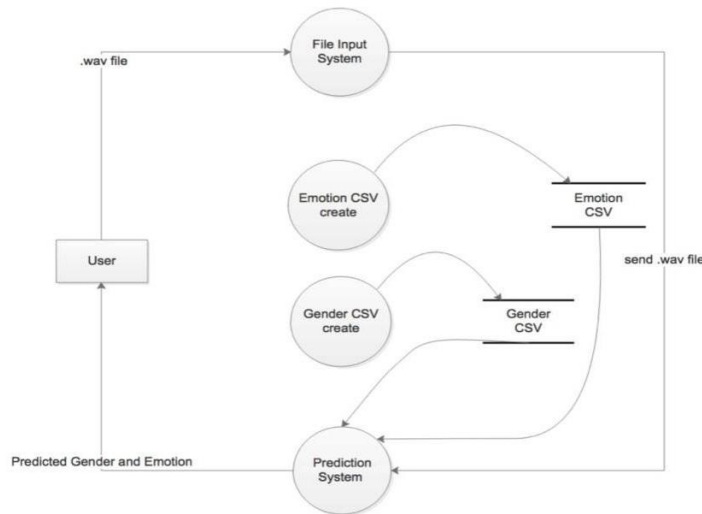 File Input
System
.wav file
Emotion CSV
create
Emotion
CSV
User
send .wav file
Gender CSV
create
Gender
CSV
Predicted Gender and Emotion
Prediction
System